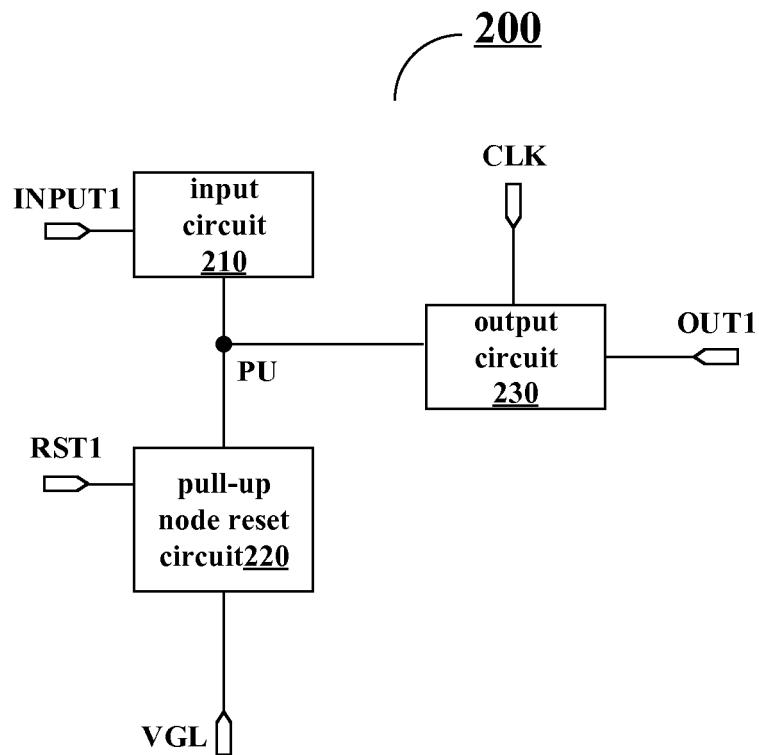 200
CLK
INPUT1
input
circuit
210
output
circuit
230
OUT1
PU
RST1
pull-up
node reset
circuit220
VGL